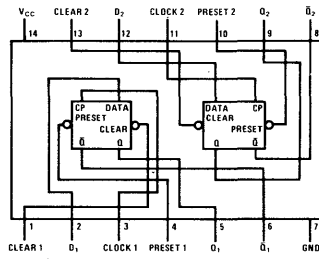 VCC CLEAR 2 D2 CLOCK 2 PRESET 2 Q2 Q̄2
14 13 12 11 10 9 8
CP DATA
PRESET
CLEAR
Q̄ Q
DATA CP
CLEAR
PRESET
Q Q̄
1 2 3 4 5 6 7
CLEAR 1 D1 CLOCK 1 PRESET 1 Q1 Q̄1 GND